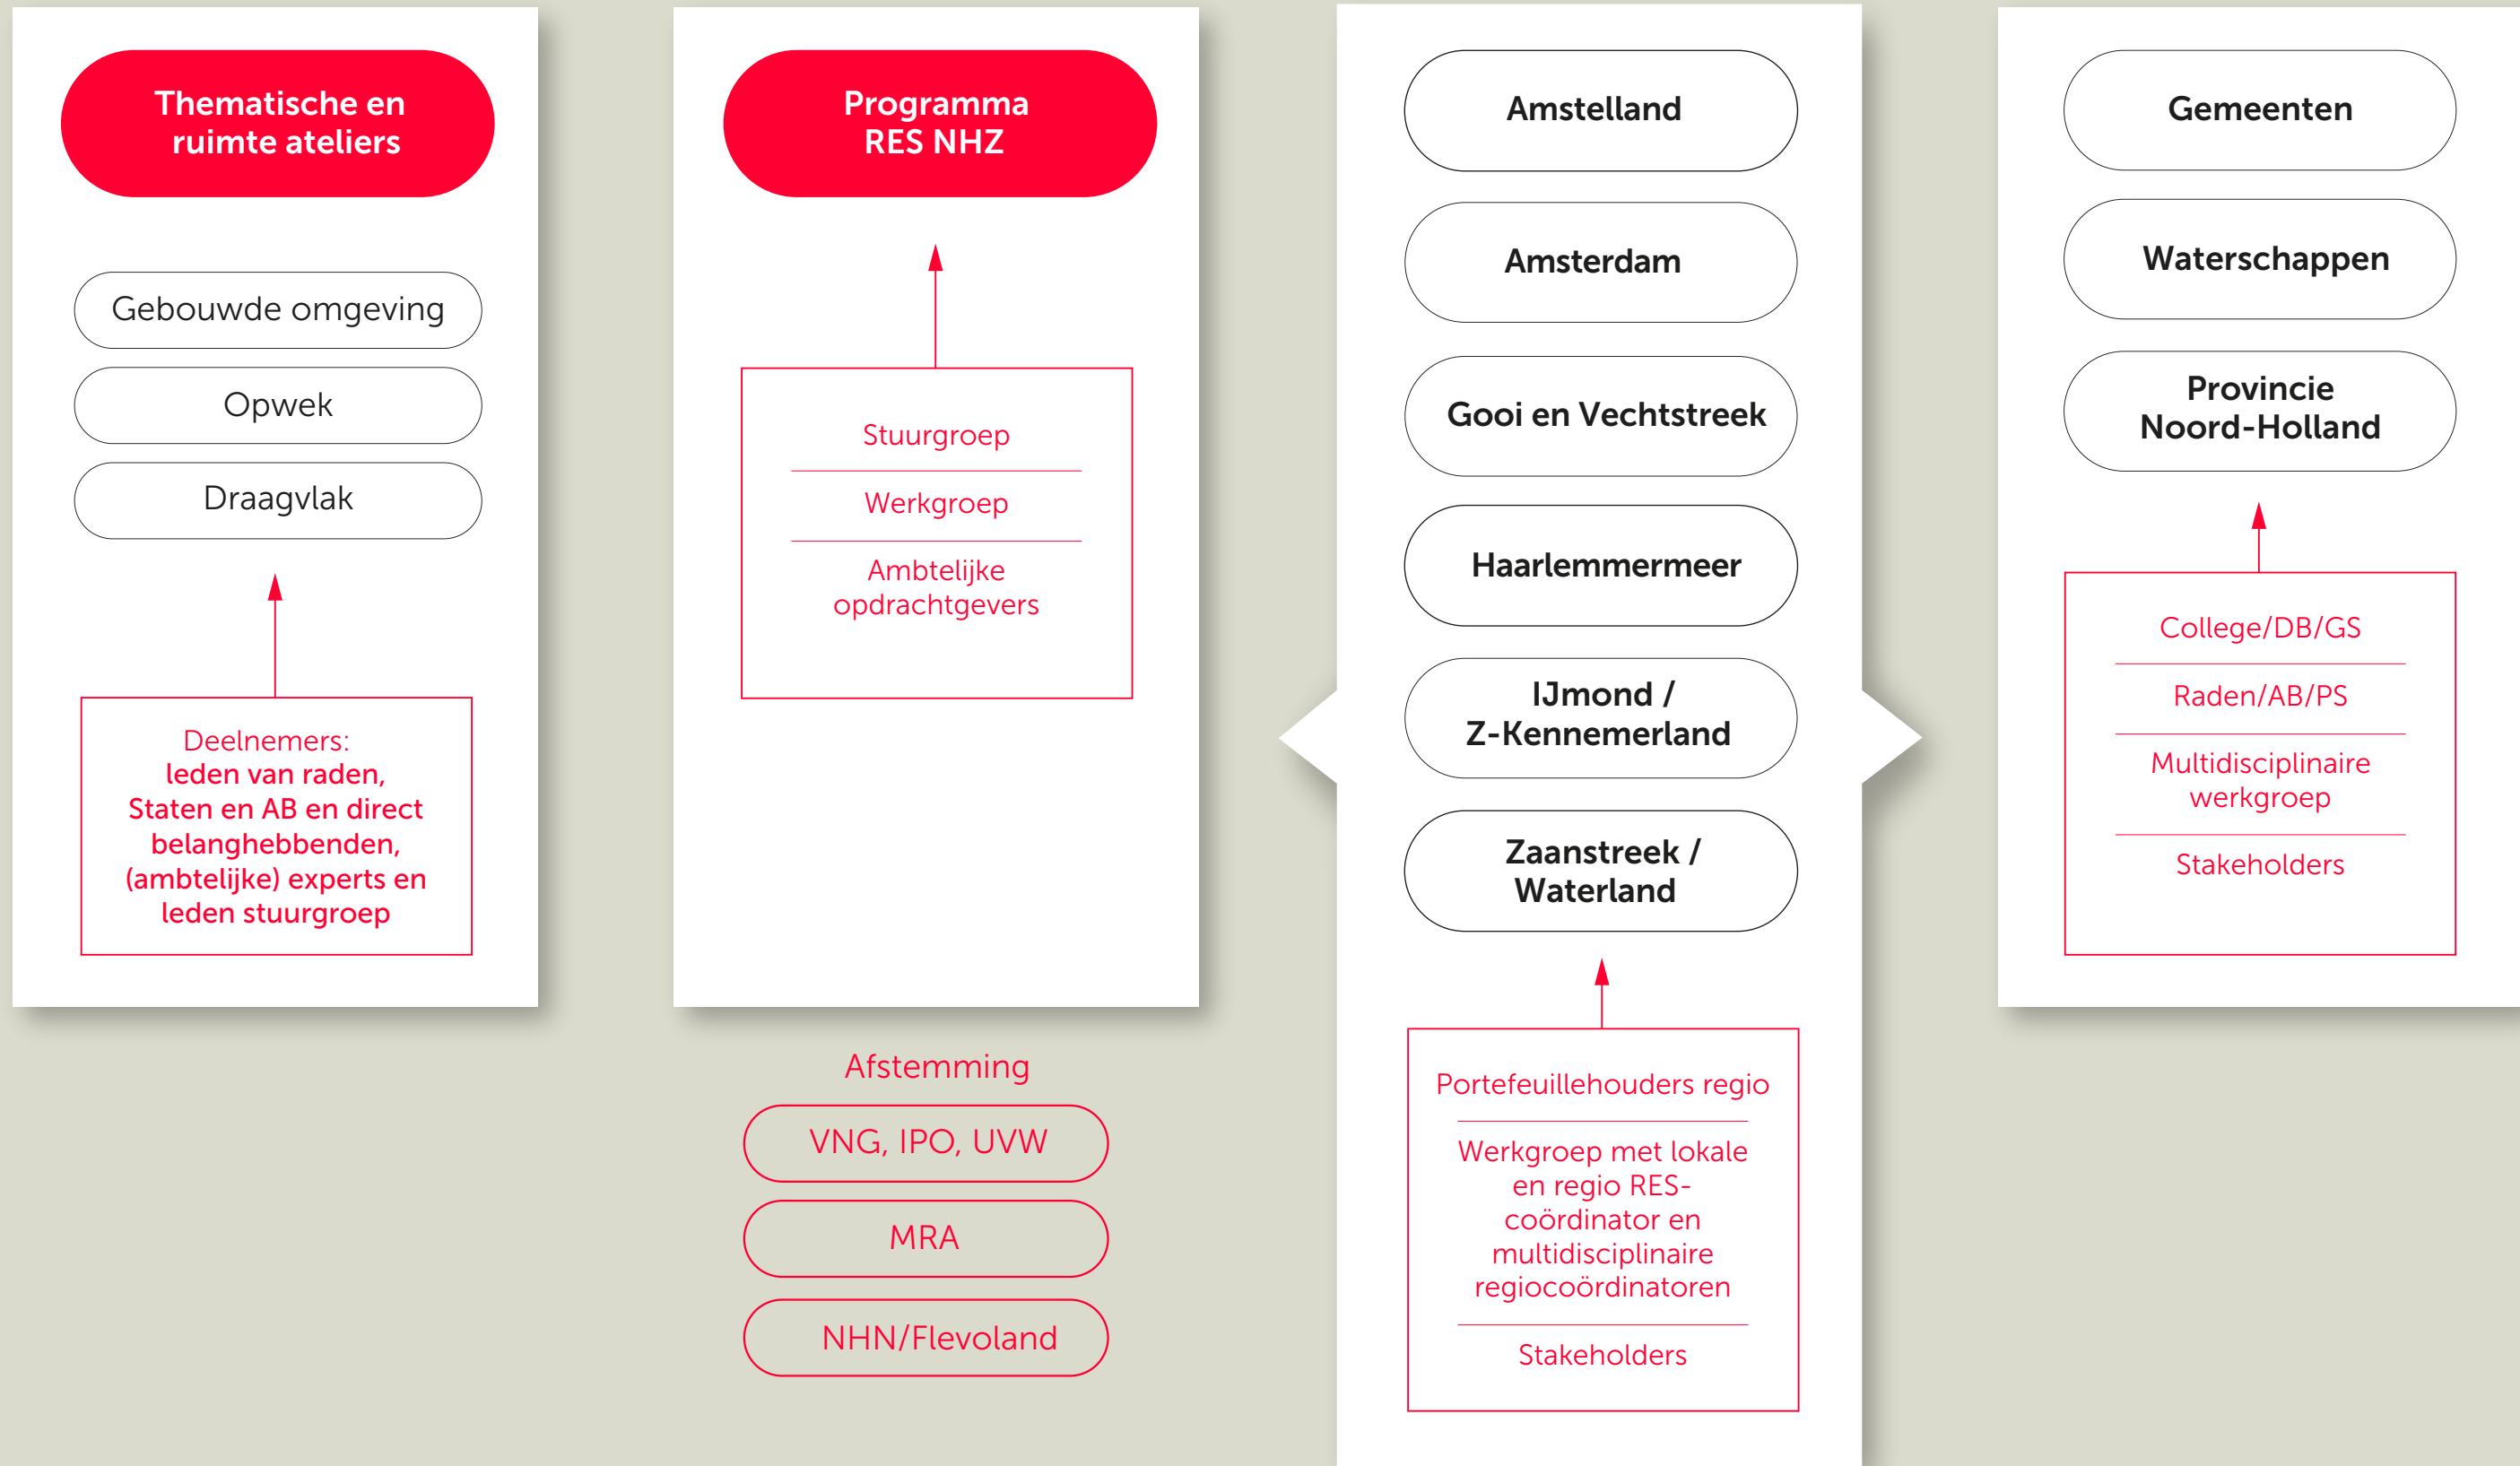 Thematische en
ruimte ateliers
Gebouwde omgeving
Opwek
Draagvlak
Deelnemers:
leden van raden,
Staten en AB en direct
belanghebbenden,
(ambtelijke) experts en
leden stuurgroep
Programma
RES NHZ
Stuurgroep
Werkgroep
Ambtelijke
opdrachtgevers
Afstemming
VNG, IPO, UVW
MRA
NHN/Flevoland
Amstelland
Amsterdam
Gooi en Vechtstreek
Haarlemmermeer
IJmond /
Z-Kennemerland
Zaanstreek /
Waterland
Portefeuillehouders regio
Werkgroep met lokale
en regio RES-
coördinator en
multidisciplinaire
regiocoördinatoren
Stakeholders
Gemeenten
Waterschappen
Provincie
Noord-Holland
College/DB/GS
Raden/AB/PS
Multidisciplinaire
werkgroep
Stakeholders